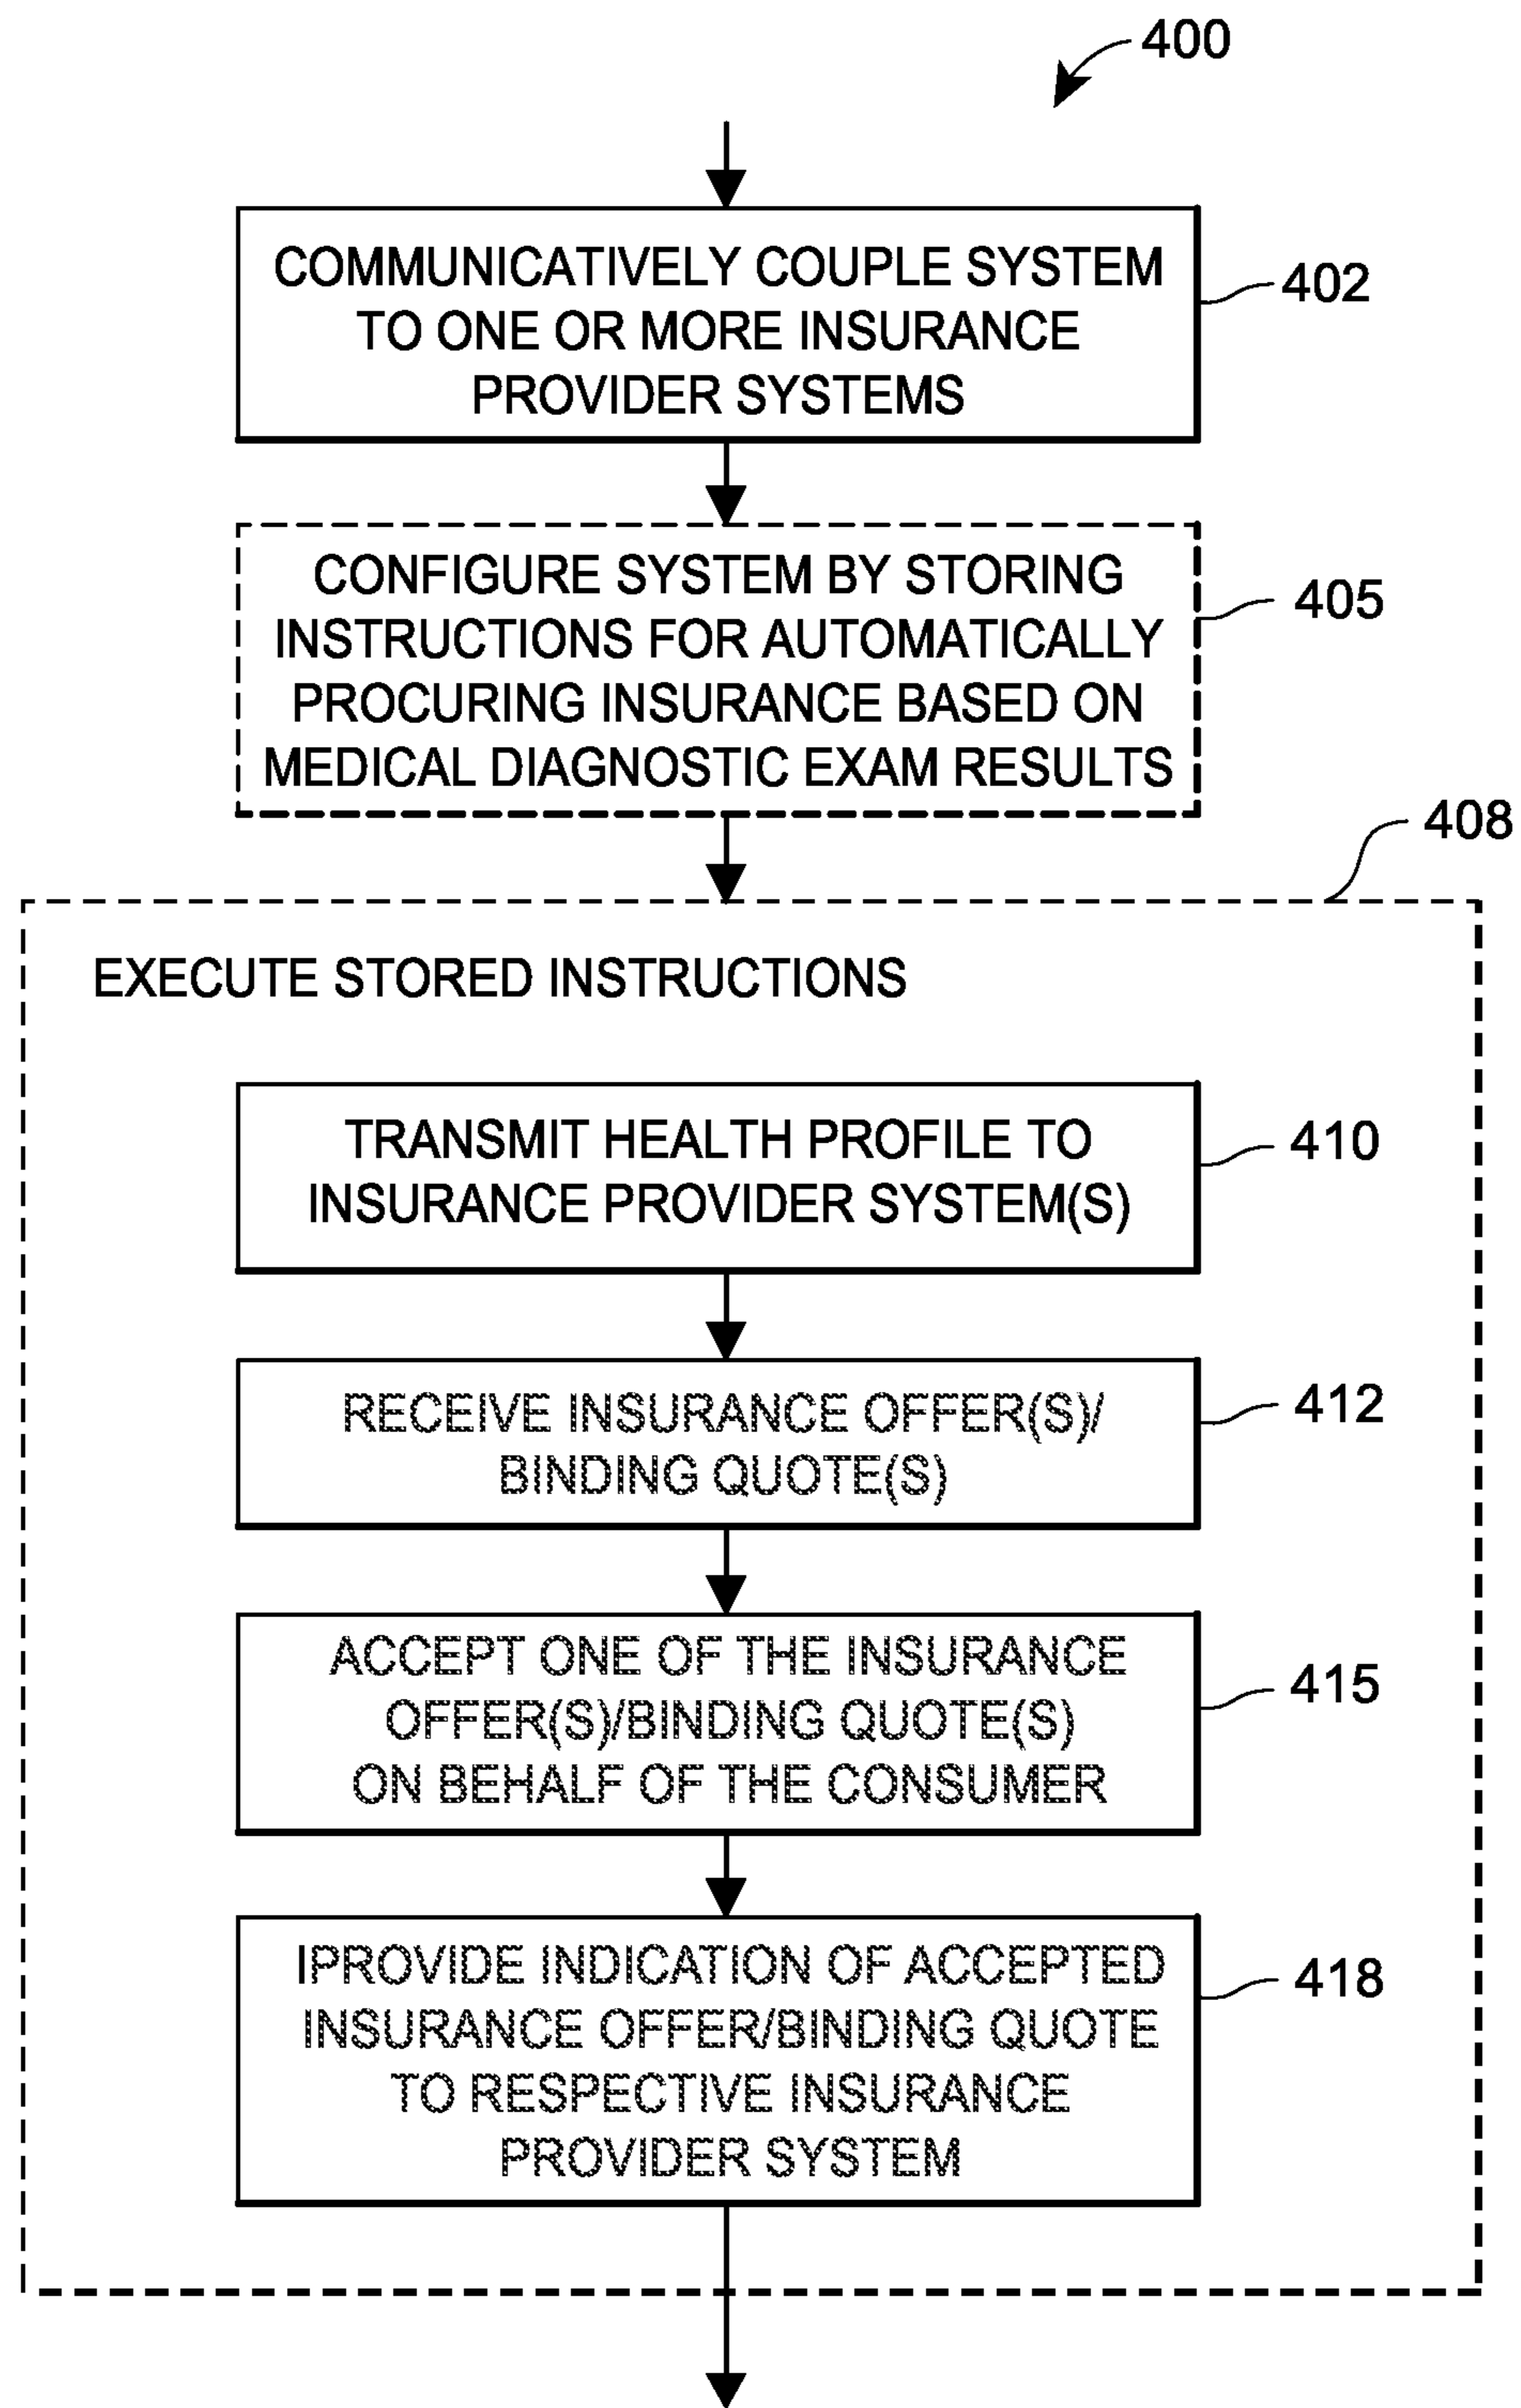 400
COMMUNICATIVELY COUPLE SYSTEM
TO ONE OR MORE INSURANCE
PROVIDER SYSTEMS
402
CONFIGURE SYSTEM BY STORING
INSTRUCTIONS FOR AUTOMATICALLY
PROCURING INSURANCE BASED ON
MEDICAL DIAGNOSTIC EXAM RESULTS
405
408
EXECUTE STORED INSTRUCTIONS
TRANSMIT HEALTH PROFILE TO
INSURANCE PROVIDER SYSTEM(S)
410
RECEIVE INSURANCE OFFER(S)/
BINDING QUOTE(S)
412
ACCEPT ONE OF THE INSURANCE
OFFER(S)/BINDING QUOTE(S)
ON BEHALF OF THE CONSUMER
415
IPROVIDE INDICATION OF ACCEPTED
INSURANCE OFFER/BINDING QUOTE
TO RESPECTIVE INSURANCE
PROVIDER SYSTEM
418